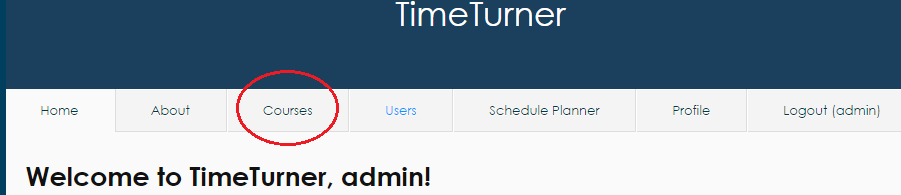 TimeTurner
Home About Courses Users Schedule Planner Profile Logout (admin)
Welcome to TimeTurner, admin!